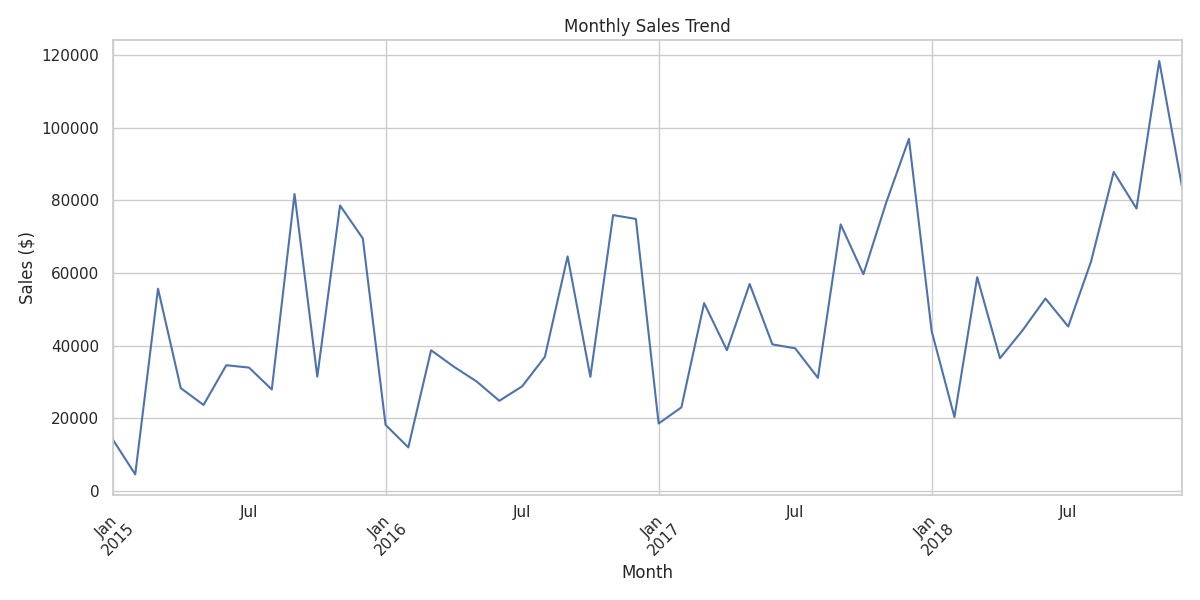 Monthly Sales Trend
120000
100000
80000
60000
40000
20000
0
Sales ($)
Jan
2015
Jul
Jan
2016
Jul
Jan
2017
Jul
Jan
2018
Jul
Month